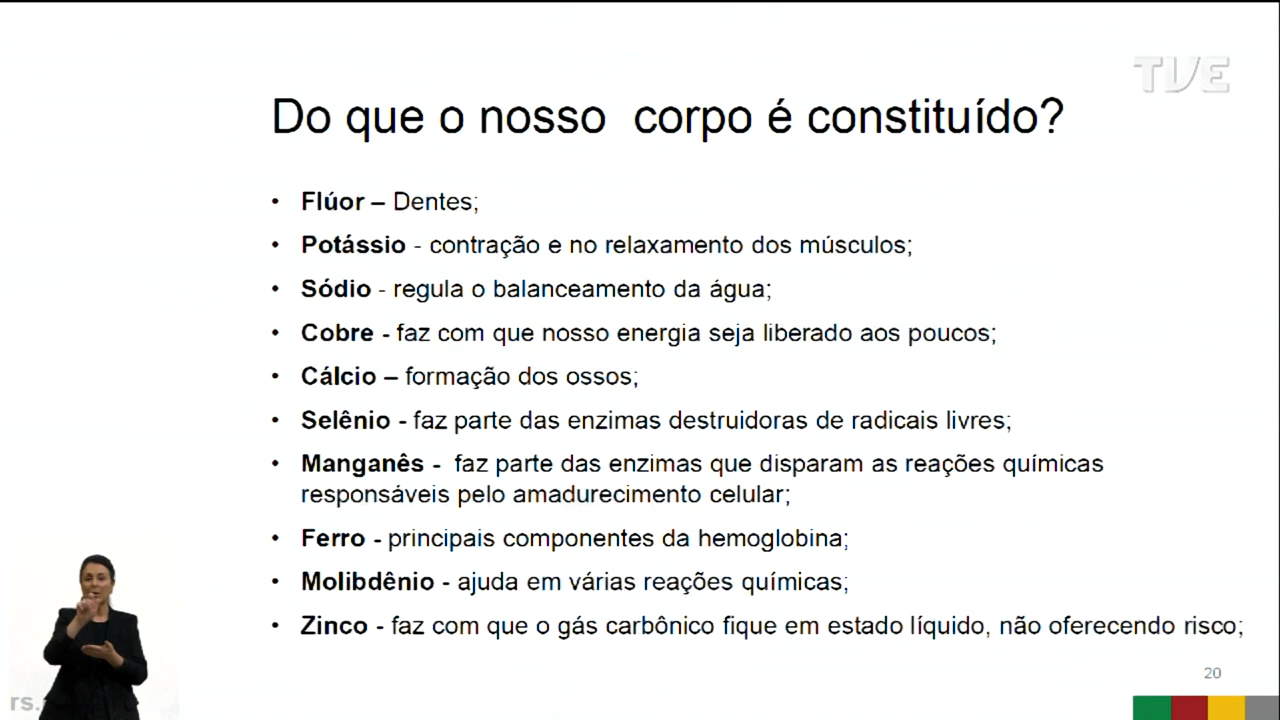 TVE
Do que o nosso corpo é constituído?
• Flúor – Dentes;
• Potássio - contração e no relaxamento dos músculos;
• Sódio - regula o balanceamento da água;
• Cobre - faz com que nosso energia seja liberado aos poucos;
• Cálcio – formação dos ossos;
• Selênio - faz parte das enzimas destruidoras de radicais livres;
• Manganês - faz parte das enzimas que disparam as reações químicas
responsáveis pelo amadurecimento celular;
• Ferro - principais componentes da hemoglobina;
• Molibdênio - ajuda em várias reações químicas;
• Zinco - faz com que o gás carbônico fique em estado líquido, não oferecendo risco;
20
rs.